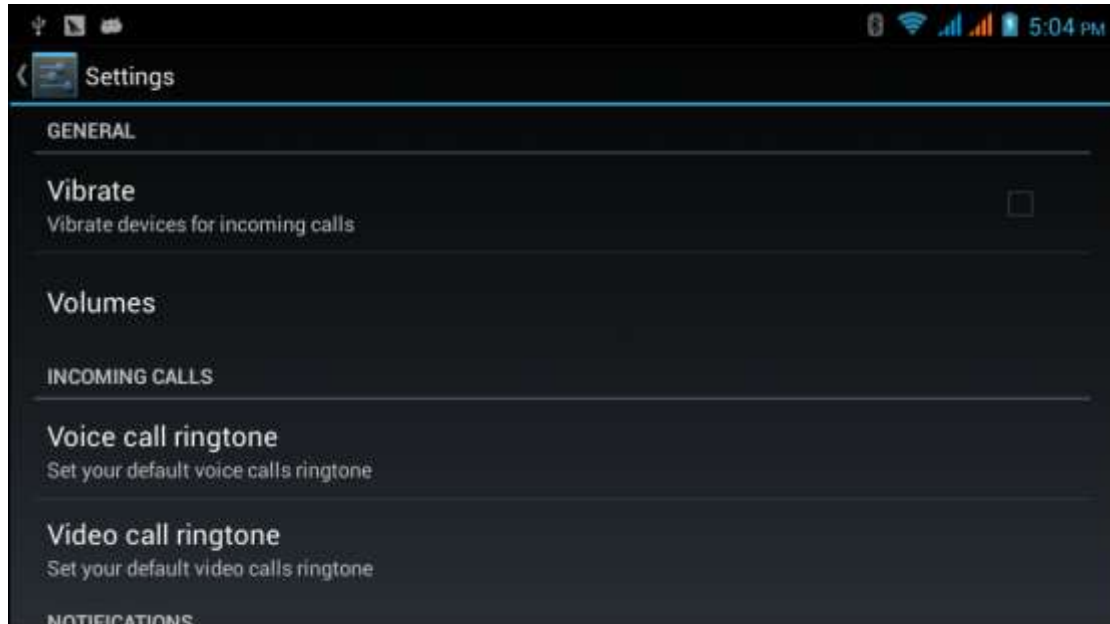 5:04 PM
Settings
GENERAL
Vibrate
Vibrate devices for incoming calls
Volumes
INCOMING CALLS
Voice call ringtone
Set your default voice calls ringtone
Video call ringtone
Set your default video calls ringtone
NOTIFICATIONS